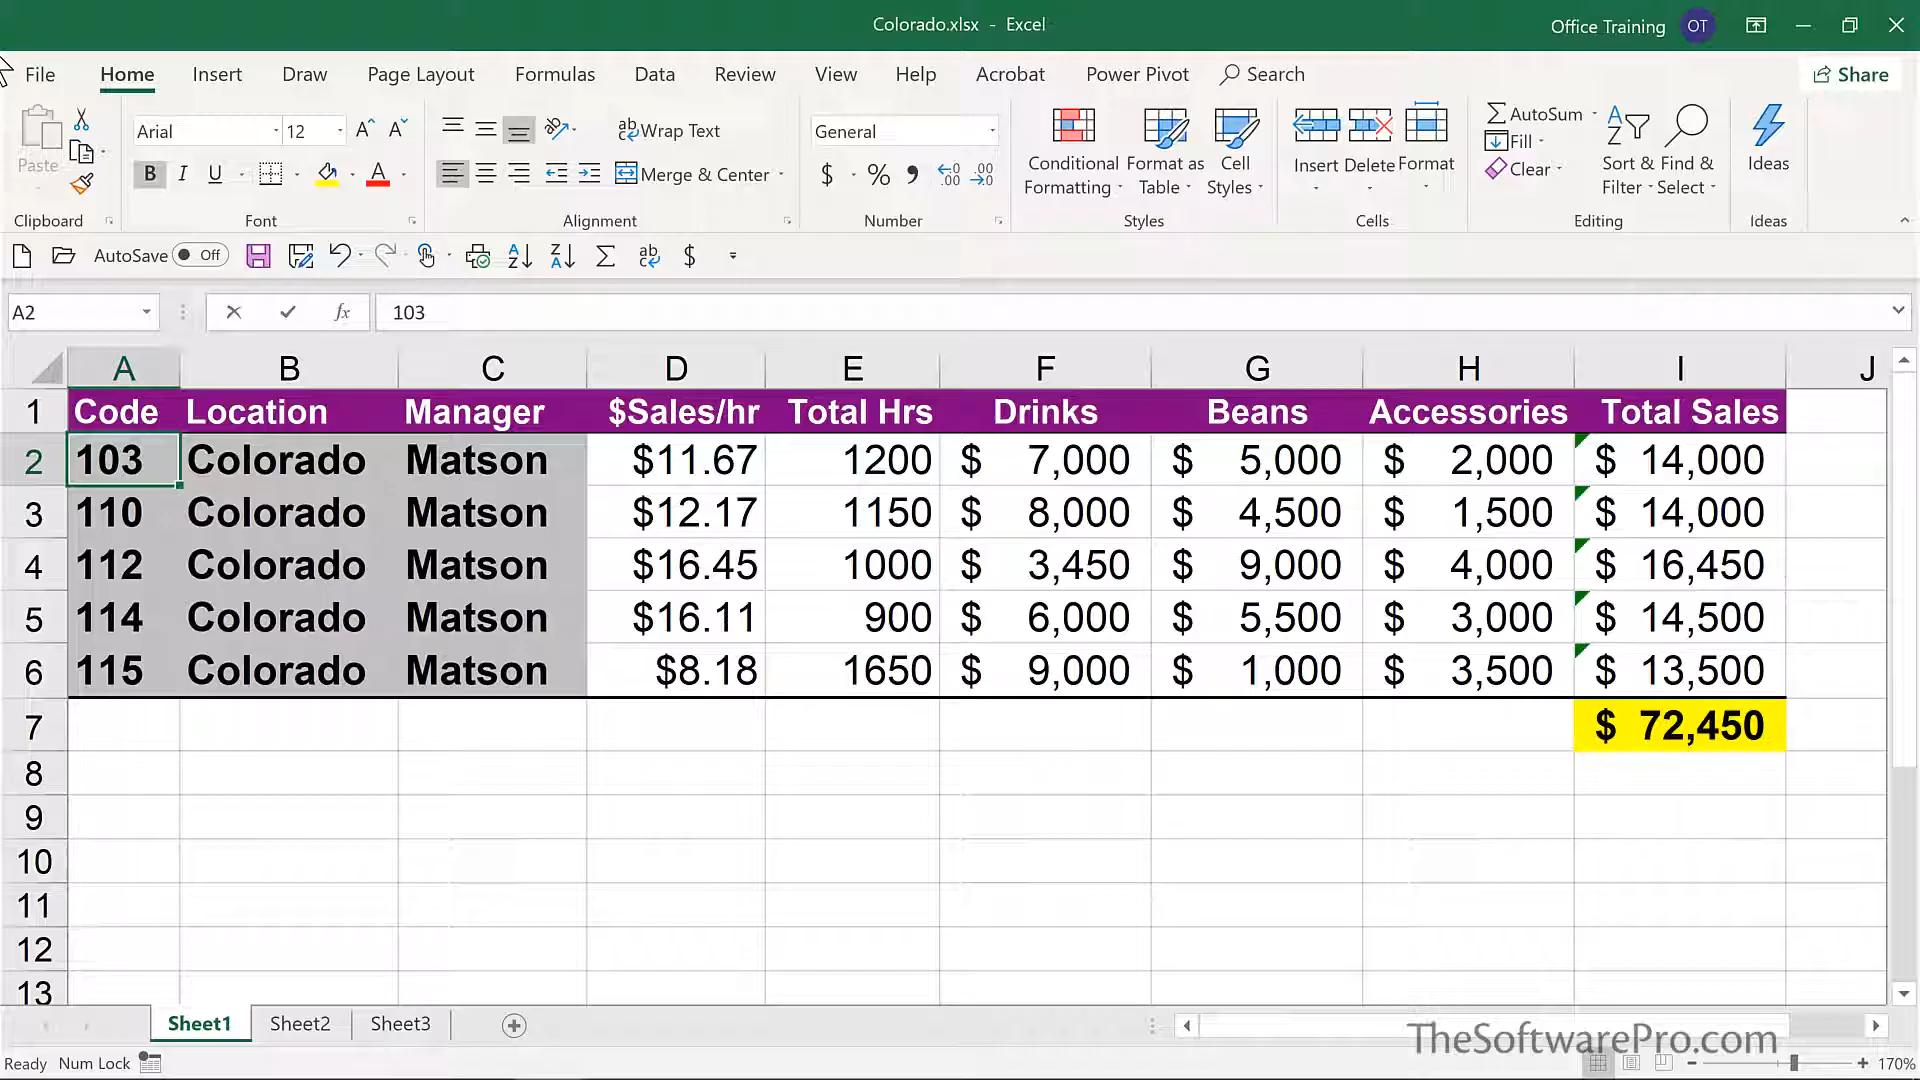 Colorado.xlsx - Excel
Office Training OT
File Home Insert Draw Page Layout Formulas Data Review View Help Acrobat Power Pivot Search Share
Paste
Arial 12
B I U
Wrap Text
Merge & Center
General
$ % ,
Conditional Formatting
Format as Table
Cell Styles
Insert Delete Format
AutoSum
Fill
Clear
Sort & Filter
Find & Select
Ideas
Clipboard Font Alignment Number Styles Cells Editing Ideas
AutoSave Off
A2 fx 103
A B C D E F G H I J
1 Code Location Manager $Sales/hr Total Hrs Drinks Beans Accessories Total Sales
2 103 Colorado Matson $11.67 1200 $ 7,000 $ 5,000 $ 2,000 $ 14,000
3 110 Colorado Matson $12.17 1150 $ 8,000 $ 4,500 $ 1,500 $ 14,000
4 112 Colorado Matson $16.45 1000 $ 3,450 $ 9,000 $ 4,000 $ 16,450
5 114 Colorado Matson $16.11 900 $ 6,000 $ 5,500 $ 3,000 $ 14,500
6 115 Colorado Matson $8.18 1650 $ 9,000 $ 1,000 $ 3,500 $ 13,500
7 $ 72,450
8
9
10
11
12
13
Sheet1 Sheet2 Sheet3
TheSoftwarePro.com
Ready Num Lock 170%